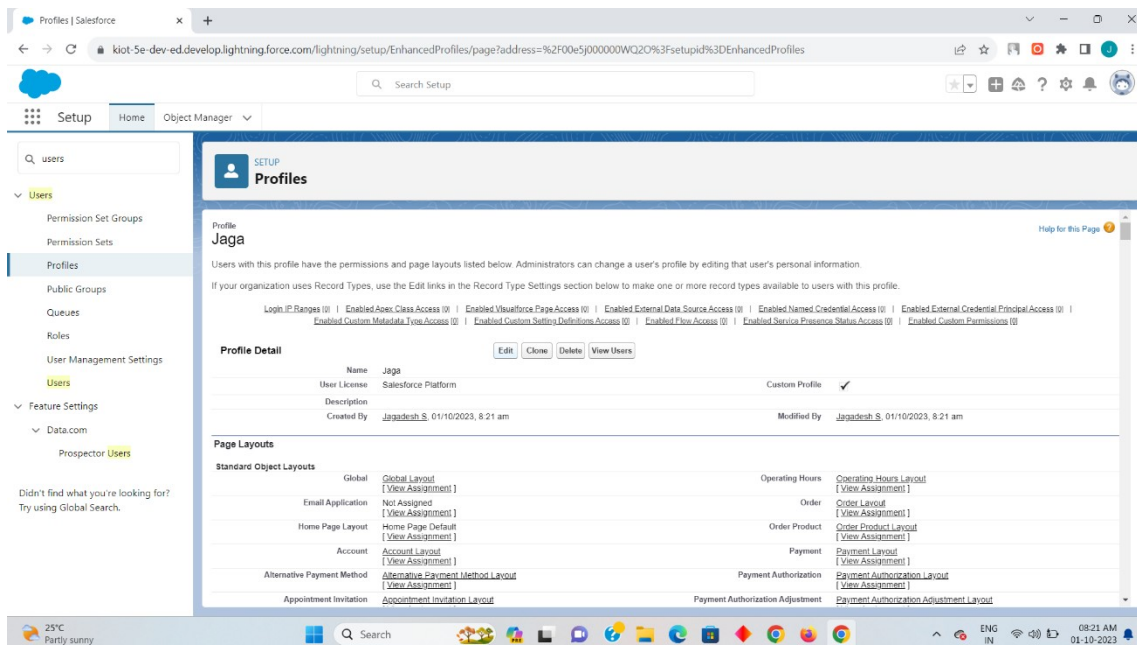 Profiles | Salesforce
kiot-5e-dev-ed.develop.lightning.force.com/lightning/setup/EnhancedProfiles/page?address=%2F00e5j000000WQ2O%3Fsetupid%3DEnhancedProfiles
J
Search Setup
Setup Home Object Manager
users
SETUP
Profiles
Users
Permission Set Groups
Permission Sets
Profiles
Public Groups
Queues
Roles
User Management Settings
Users
Feature Settings
Data.com
Prospector Users
Didn't find what you're looking for?
Try using Global Search.
Profile
Jaga
Help for this Page
Users with this profile have the permissions and page layouts listed below. Administrators can change a user's profile by editing that user's personal information.
If your organization uses Record Types, use the Edit links in the Record Type Settings section below to make one or more record types available to users with this profile.
Login IP Ranges [0] | Enabled Apex Class Access [0] | Enabled Visualforce Page Access [0] | Enabled External Data Source Access [0] | Enabled Named Credential Access [0] | Enabled External Credential Principal Access [0] |
Enabled Custom Metadata Type Access [0] | Enabled Custom Setting Definitions Access [0] | Enabled Flow Access [0] | Enabled Service Presence Status Access [0] | Enabled Custom Permissions [0]
Profile Detail Edit Clone Delete View Users
Name Jaga
User License Salesforce Platform Custom Profile ✓
Description
Created By Jagadesh S, 01/10/2023, 8:21 am Modified By Jagadesh S, 01/10/2023, 8:21 am
Page Layouts
Standard Object Layouts
Global Global Layout Operating Hours Operating Hours Layout
[ View Assignment ] [ View Assignment ]
Email Application Not Assigned Order Order Layout
[ View Assignment ] [ View Assignment ]
Home Page Layout Home Page Default Order Product Order Product Layout
[ View Assignment ] [ View Assignment ]
Account Account Layout Payment Payment Layout
[ View Assignment ] [ View Assignment ]
Alternative Payment Method Alternative Payment Method Layout Payment Authorization Payment Authorization Layout
[ View Assignment ] [ View Assignment ]
Appointment Invitation Appointment Invitation Layout Payment Authorization Adjustment Payment Authorization Adjustment Layout
25°C
Partly sunny
Search
ENG
IN
08:21 AM
01-10-2023